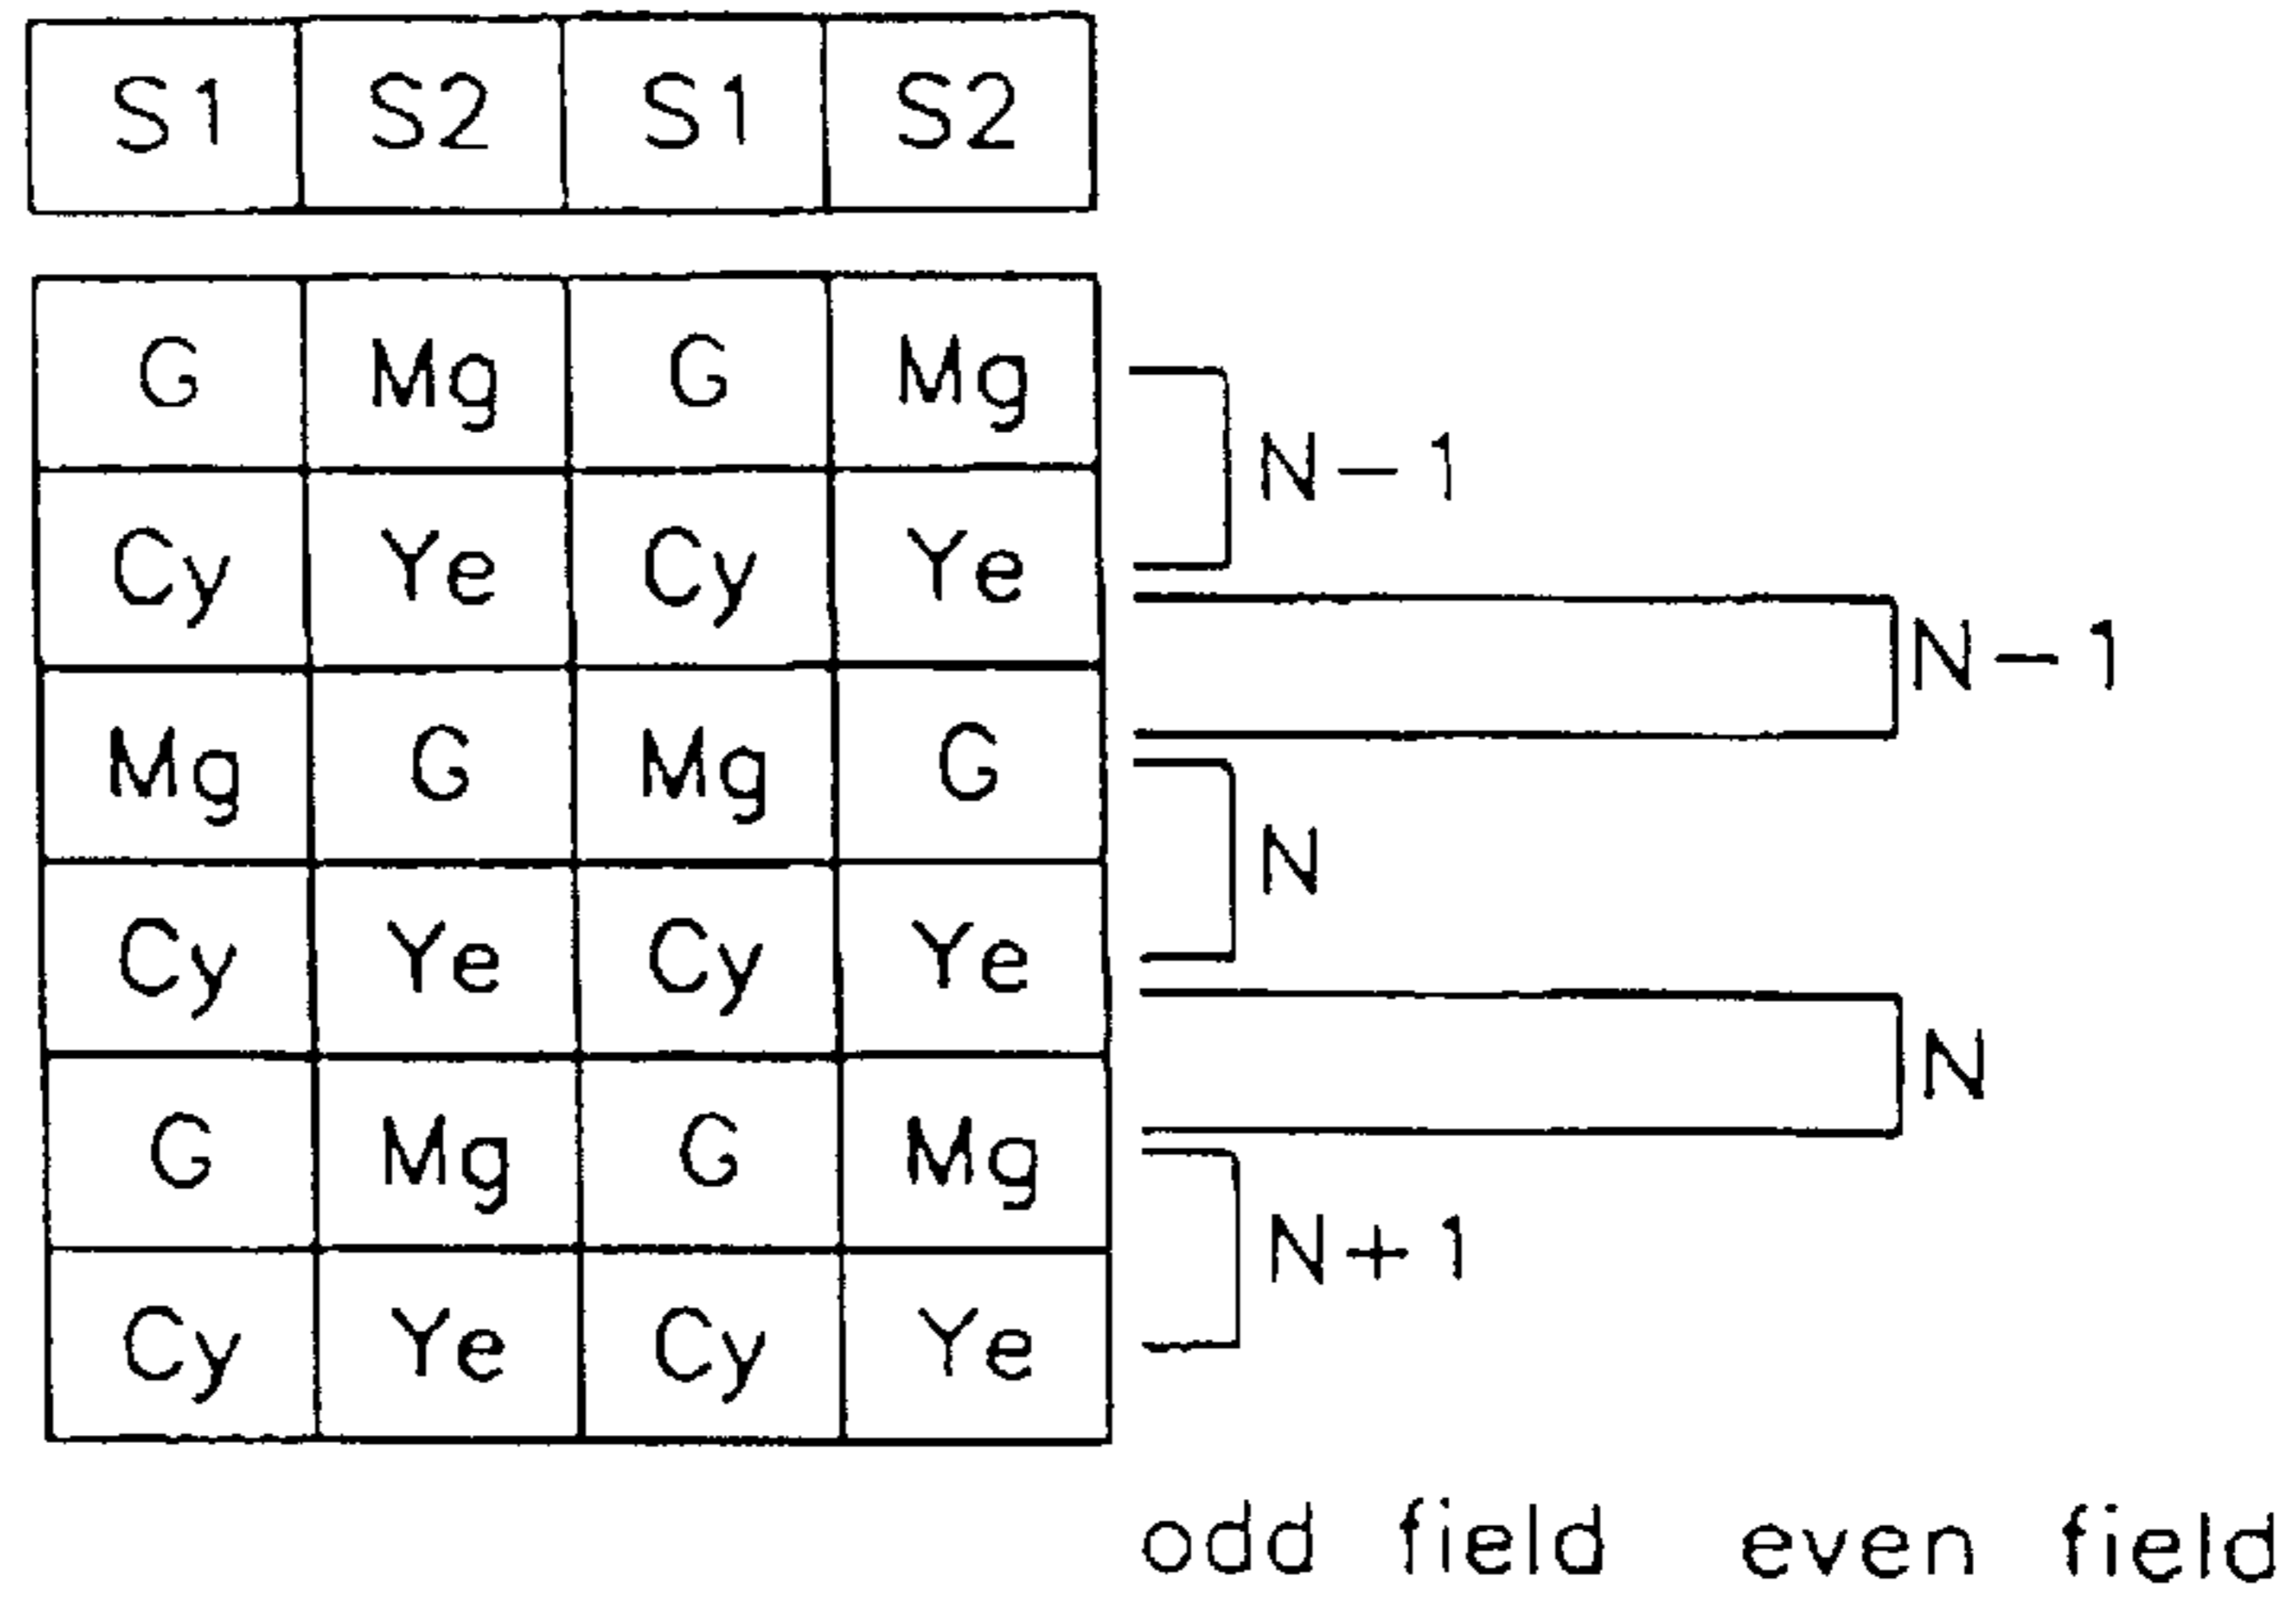 S1 S2 S1 S2
G Mg G Mg
N-1
Cy Ye Cy Ye
N-1
Mg G Mg G
N
Cy Ye Cy Ye
N
G Mg G Mg
N+1
Cy Ye Cy Ye
odd field even field